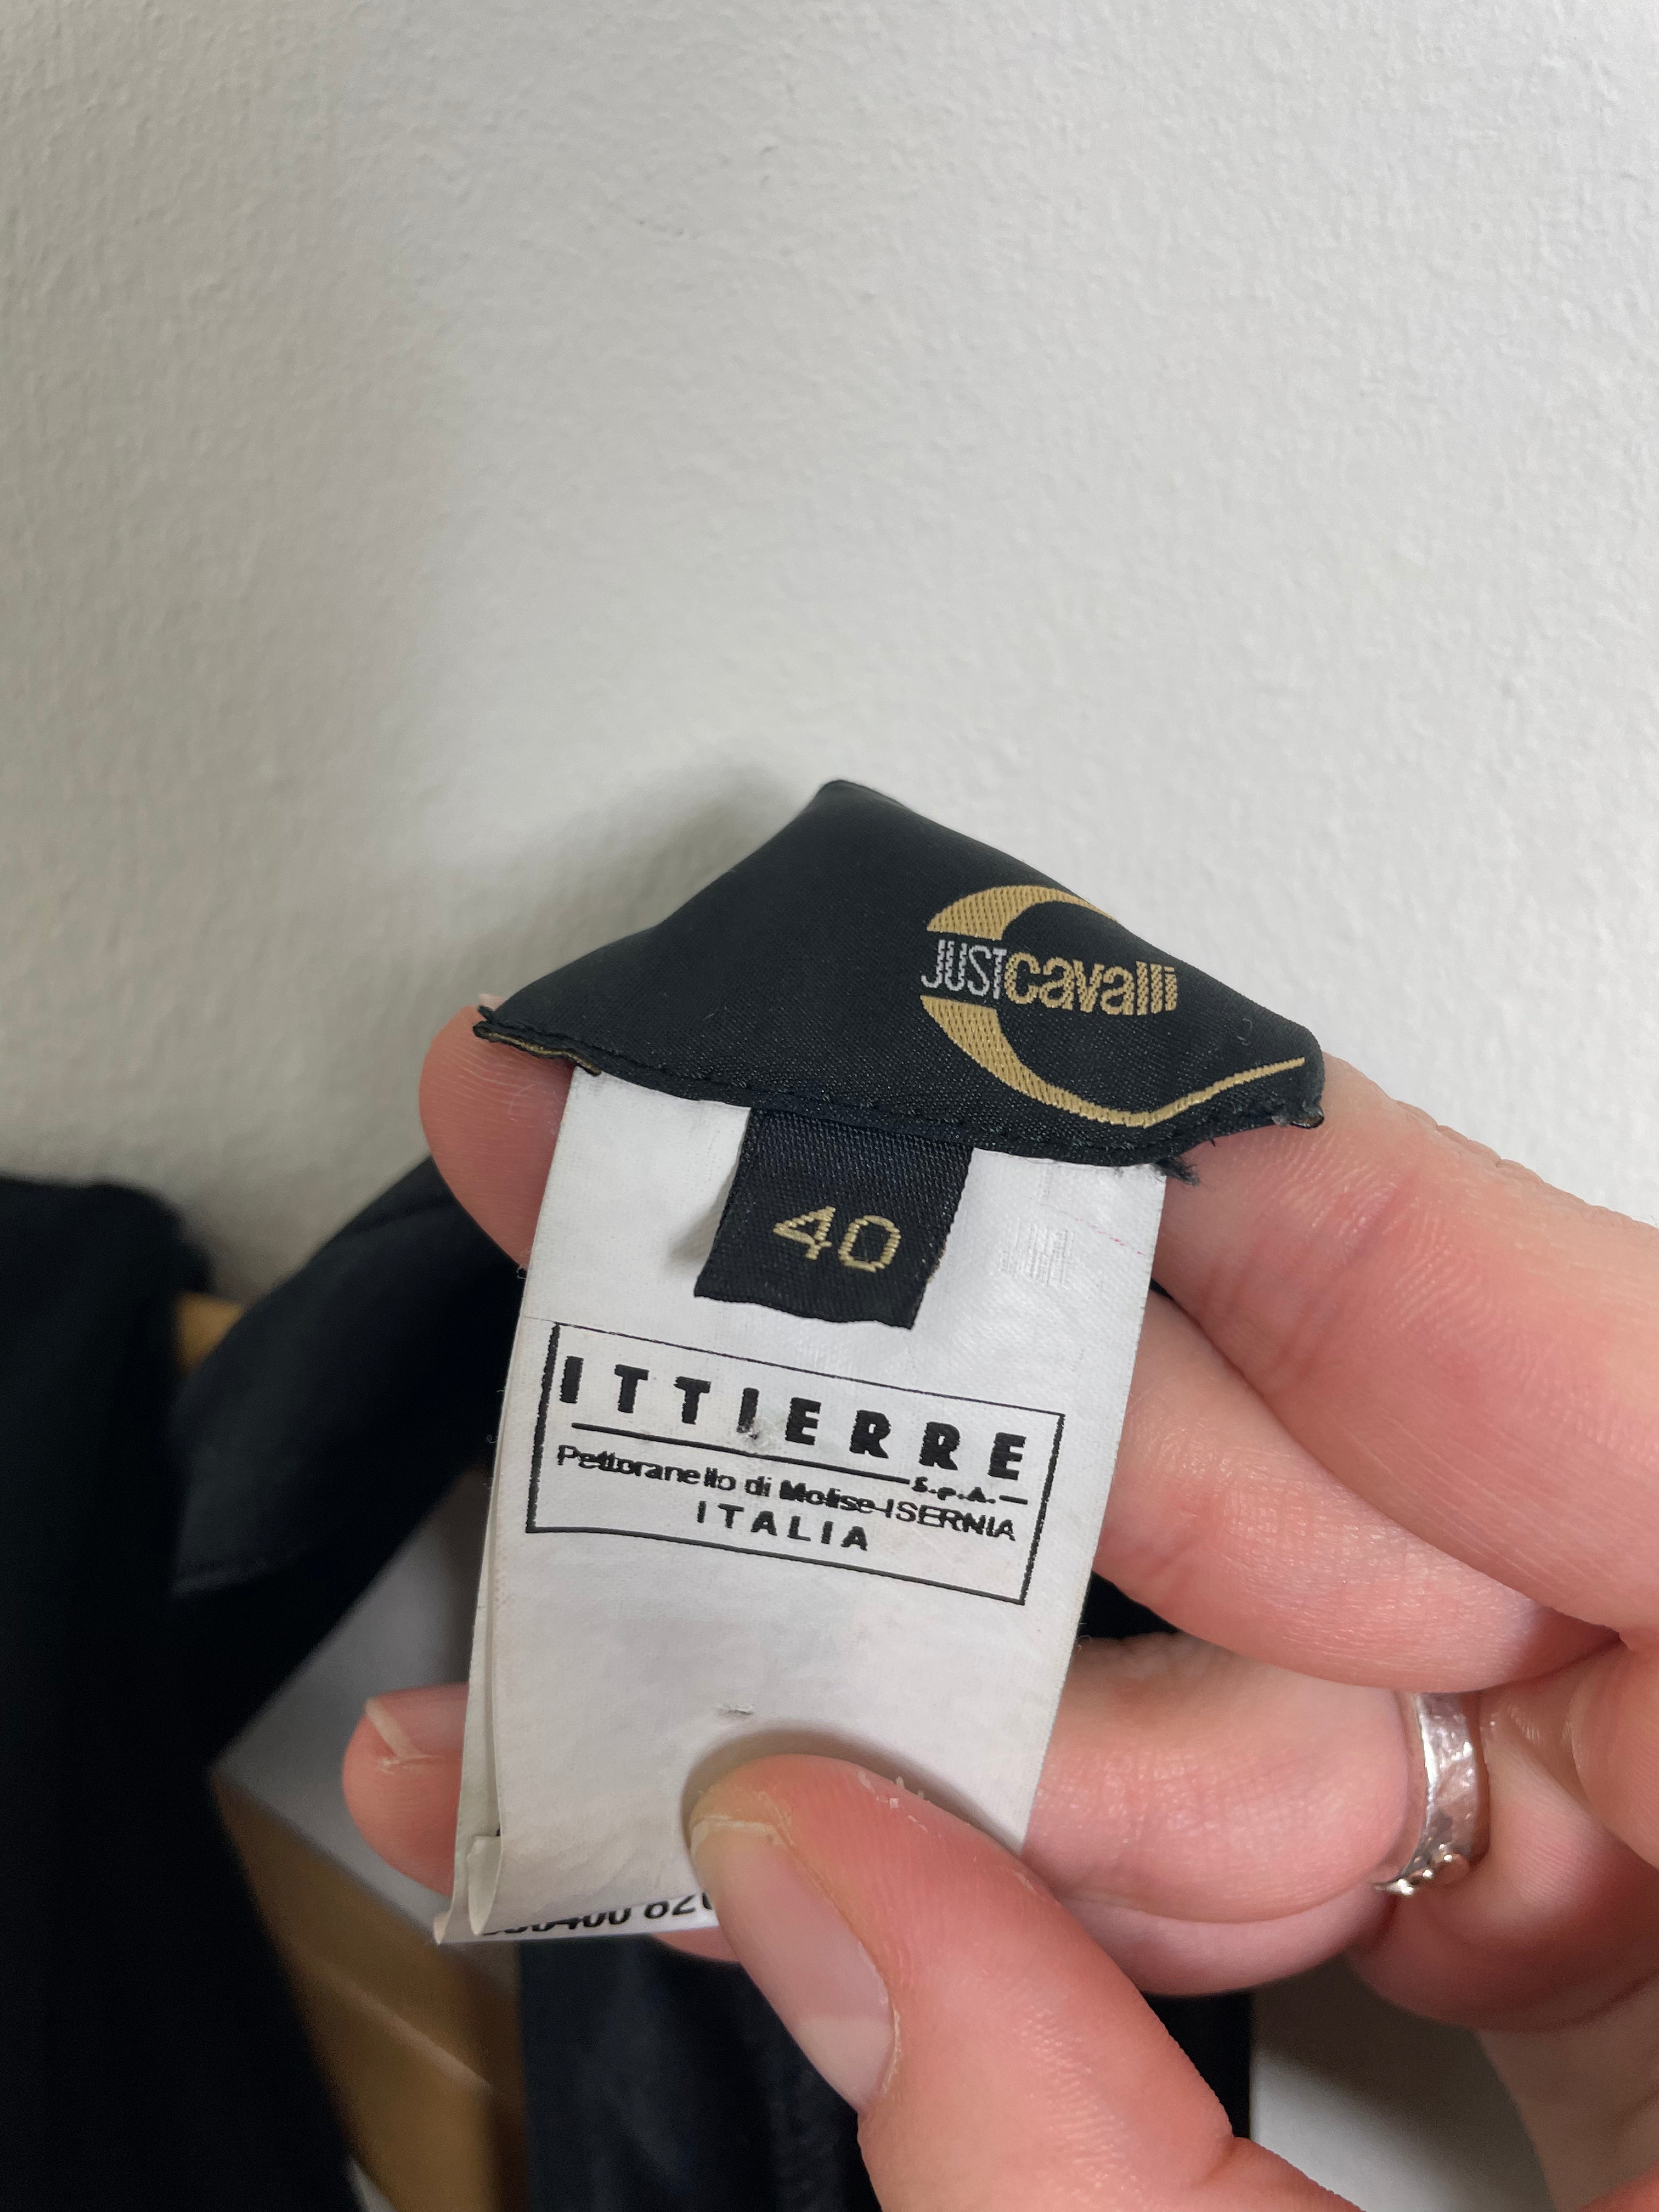 JUST cavalli
40
ITTIERRE
S.p.A.
Pettoranello di Molise-ISERNIA
ITALIA